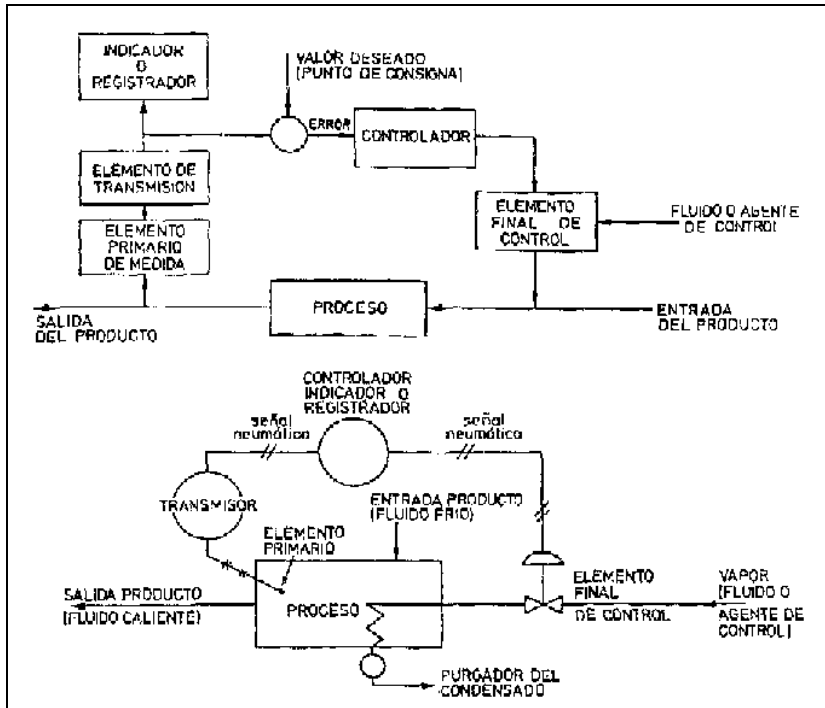 INDICADOR
O
REGISTRADOR
VALOR DESEADO
(PUNTO DE CONSIGNA)
ERROR
CONTROLADOR
ELEMENTO DE
TRANSMISION
ELEMENTO
PRIMARIO
DE MEDIDA
ELEMENTO
FINAL DE
CONTROL
FLUIDO O AGENTE
DE CONTROL
PROCESO
SALIDA
DEL PRODUCTO
ENTRADA
DEL PRODUCTO
CONTROLADOR
INDICADOR O
REGISTRADOR
señal
neumática
señal
neumática
TRANSMISOR
ENTRADA PRODUCTO
(FLUIDO FRIO)
ELEMENTO
PRIMARIO
SALIDA PRODUCTO
(FLUIDO CALIENTE)
PROCESO
ELEMENTO
FINAL
DE CONTROL
VAPOR
(FLUIDO O
AGENTE DE
CONTROL)
PURGADOR DEL
CONDENSADO